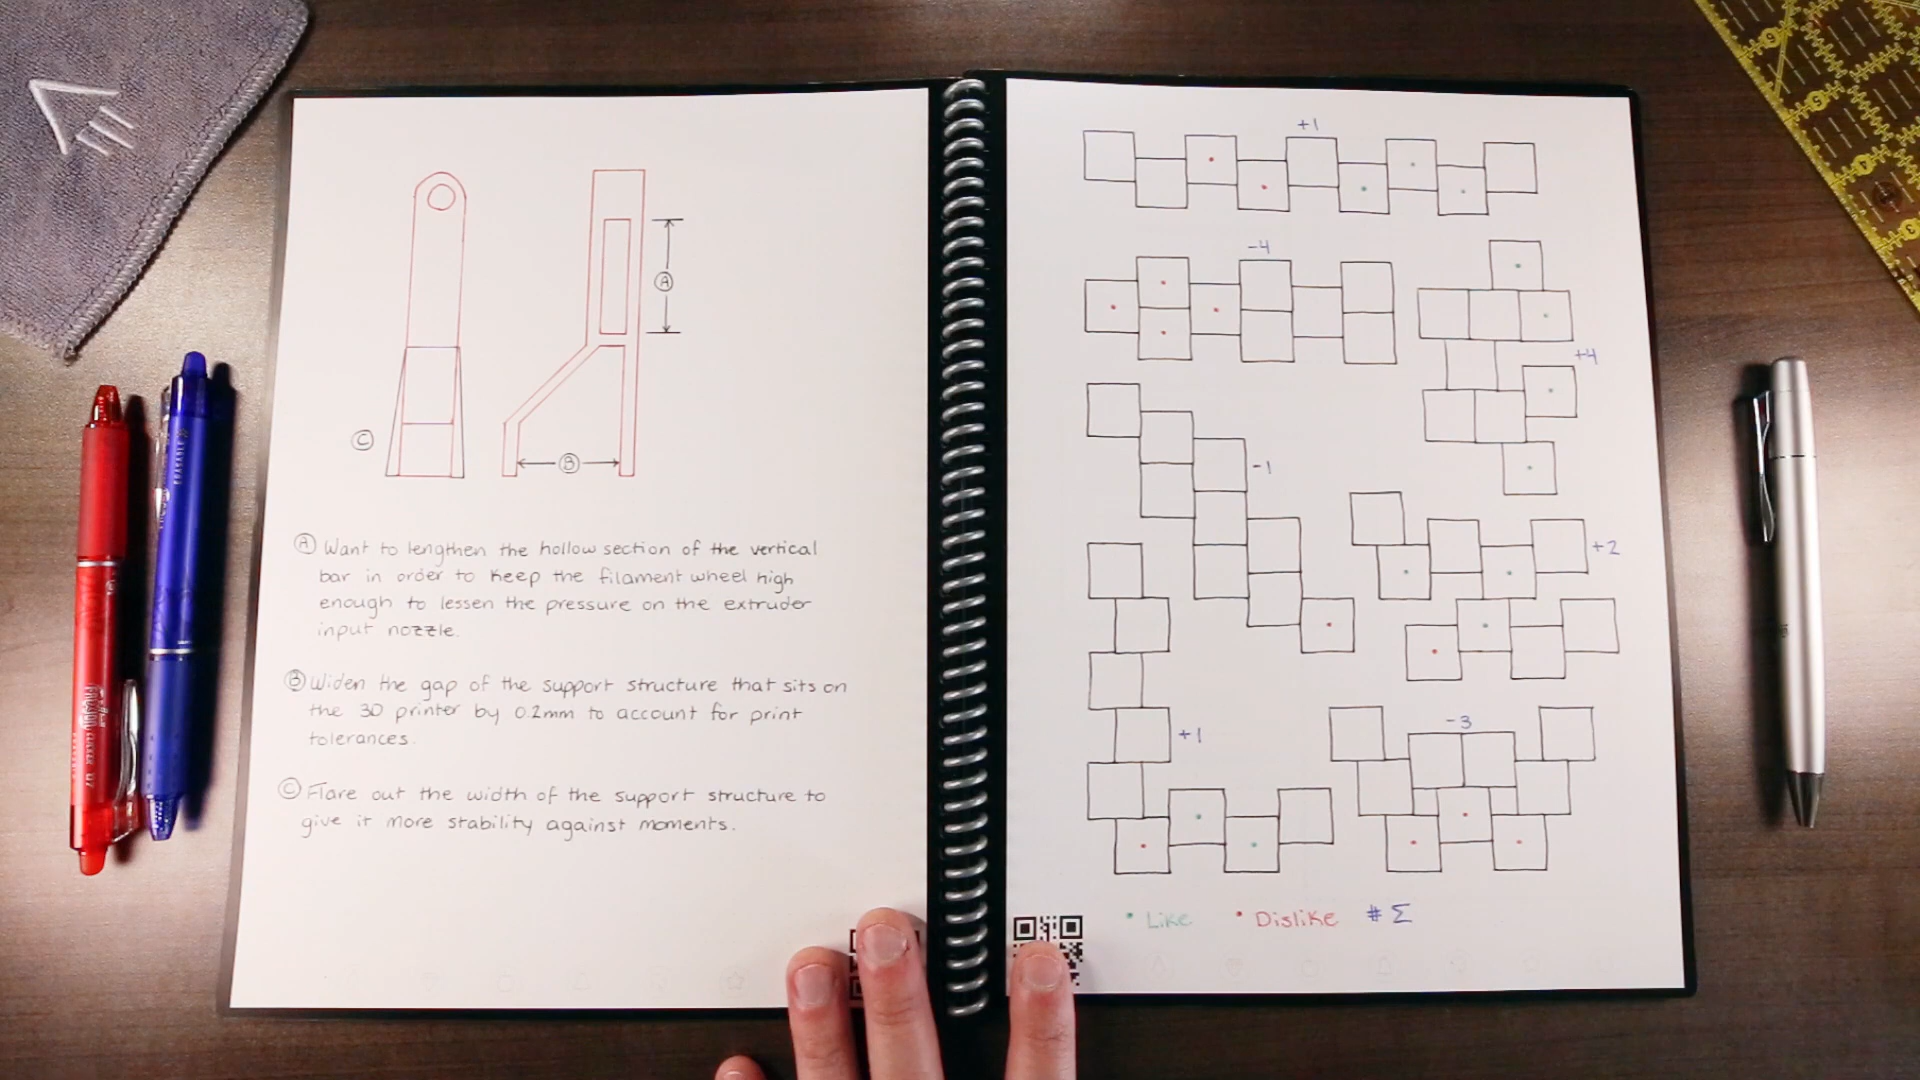 A
B
C
A Want to lengthen the hollow section of the vertical
bar in order to keep the filament wheel high
enough to lessen the pressure on the extruder
input nozzle.
B Widen the gap of the support structure that sits on
the 3D printer by 0.2mm to account for print
tolerances.
C Flare out the width of the support structure to
give it more stability against moments.
+1
-4
+4
-1
+2
+1
-3
• Like • Dislike # Σ